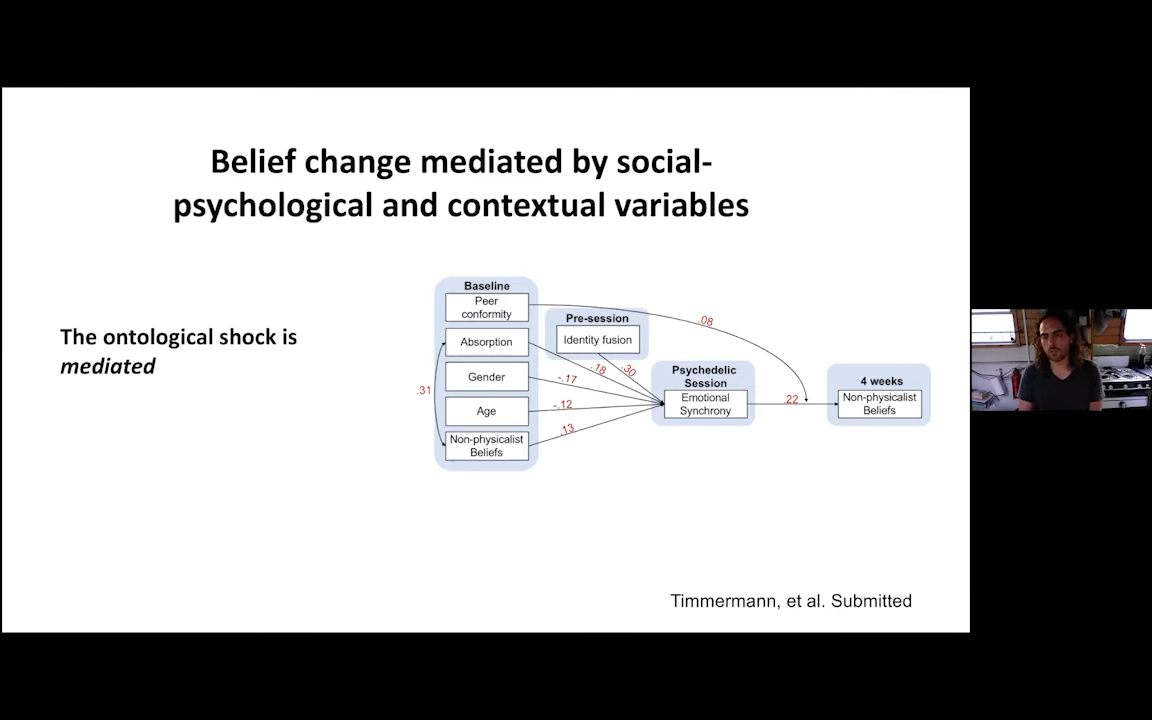 Belief change mediated by social-
psychological and contextual variables
The ontological shock is
mediated
Baseline
Peer
conformity
Absorption
Gender
Age
Non-physicalist
Beliefs
.31
Pre-session
Identity fusion
.08
.18
.30
-.17
-.12
.13
Psychedelic
Session
Emotional
Synchrony
.22
4 weeks
Non-physicalist
Beliefs
Timmermann, et al. Submitted